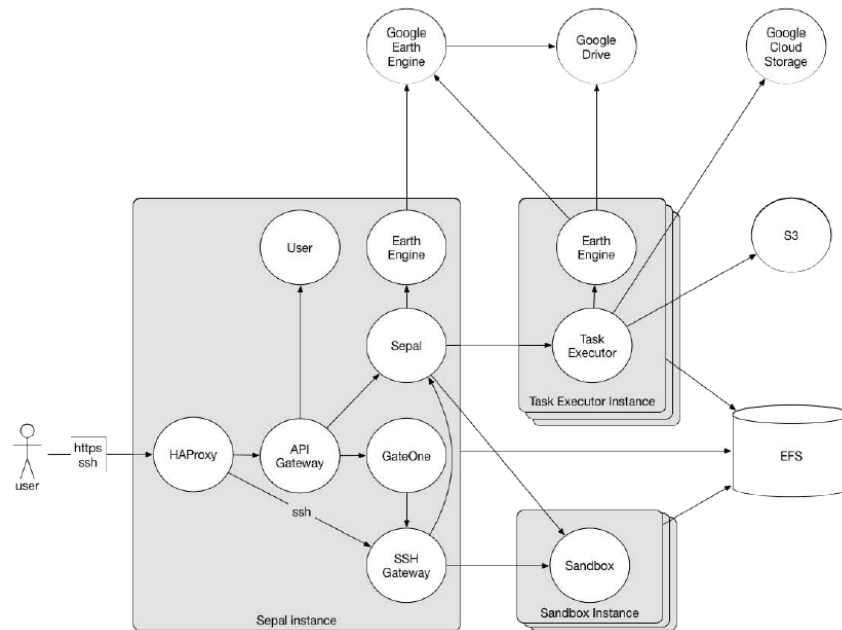 Google
Earth
Engine
Google
Drive
Google
Cloud
Storage
User
Earth
Engine
Earth
Engine
S3
Sepal
Task
Executor
Task Executor Instance
https
ssh
user
HAProxy
API
Gateway
GateOne
EFS
ssh
SSH
Gateway
Sandbox
Sepal instance
Sandbox Instance